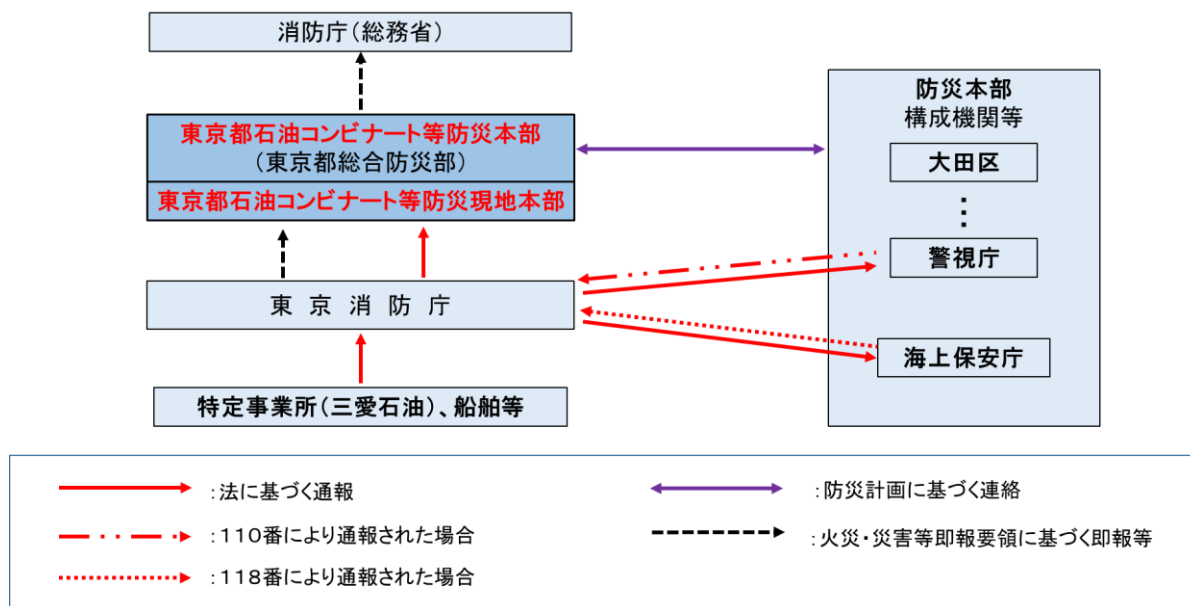 消防庁（総務省）
東京都石油コンビナート等防災本部
（東京都総合防災部）
東京都石油コンビナート等防災現地本部
東京消防庁
特定事業所（三愛石油）、船舶等
防災本部
構成機関等
大田区
⋮
警視庁
海上保安庁
：法に基づく通報
：110番により通報された場合
：118番により通報された場合
：防災計画に基づく連絡
：火災・災害等即報要領に基づく即報等